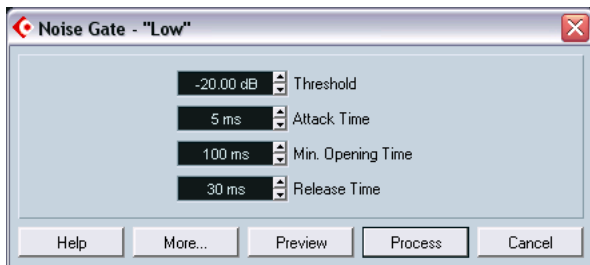 Noise Gate - "Low"
-20.00 dB Threshold
5 ms Attack Time
100 ms Min. Opening Time
30 ms Release Time
Help More... Preview Process Cancel